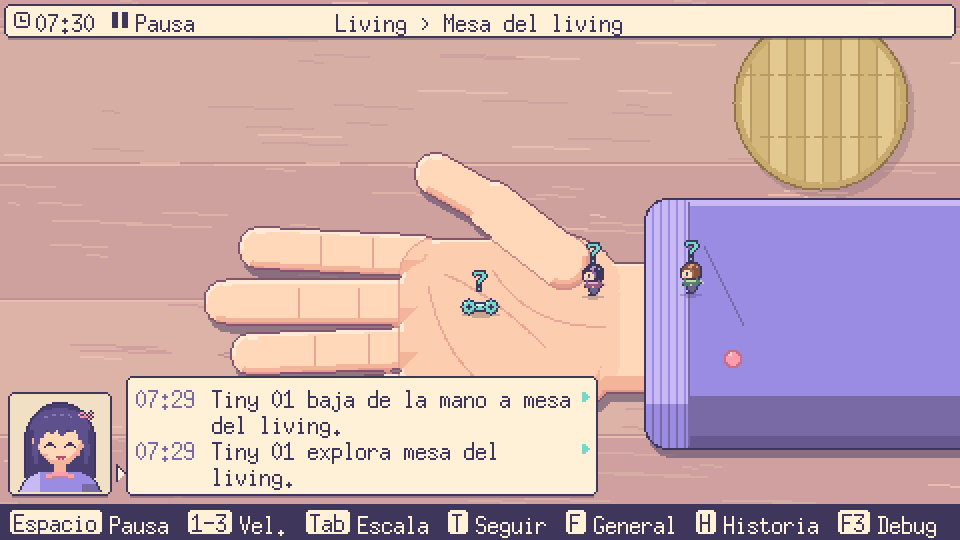 07:30 Pausa Living > Mesa del living
?
?
?
07:29 Tiny 01 baja de la mano a mesa
del living.
07:29 Tiny 01 explora mesa del
living.
Espacio Pausa 1-3 Vel. Tab Escala T Seguir F General H Historia F3 Debug